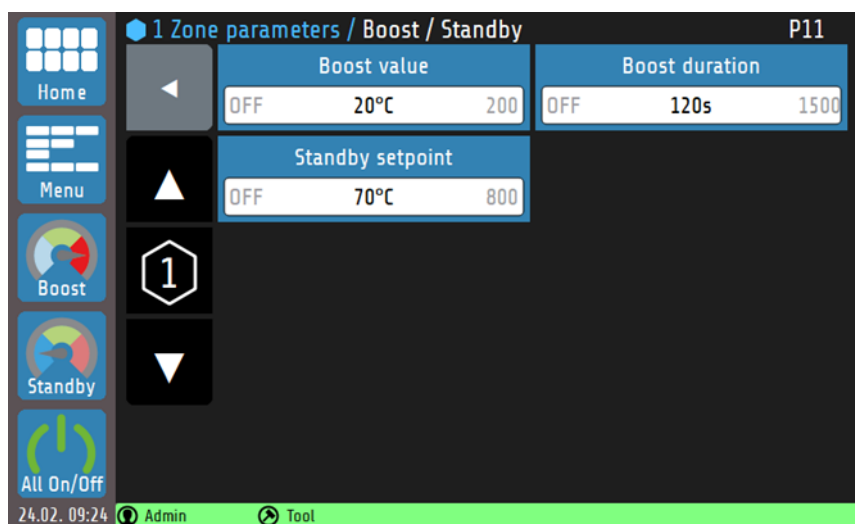 1 Zone parameters / Boost / Standby P11
Home
Menu
Boost
Standby
All On/Off
24.02. 09:24
Boost value
OFF 20°C 200
Boost duration
OFF 120s 1500
Standby setpoint
OFF 70°C 800
1
Admin Tool